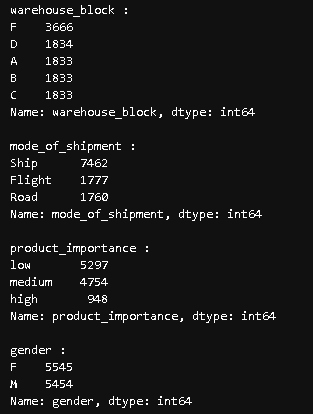 warehouse_block :
F    3666
D    1834
A    1833
B    1833
C    1833
Name: warehouse_block, dtype: int64
mode_of_shipment :
Ship      7462
Flight    1777
Road      1760
Name: mode_of_shipment, dtype: int64
product_importance :
low       5297
medium    4754
high       948
Name: product_importance, dtype: int64
gender :
F    5545
M    5454
Name: gender, dtype: int64